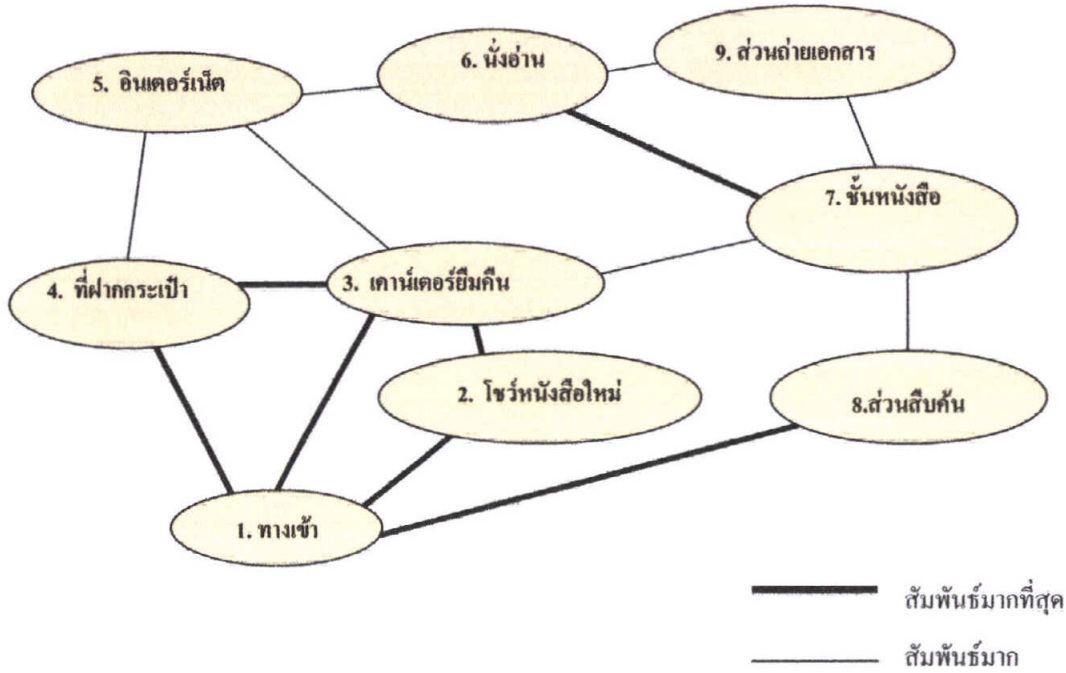 6. นั่งอ่าน
9. ส่วนถ่ายเอกสาร
5. อินเตอร์เน็ต
7. ชั้นหนังสือ
4. ที่ฝากกระเป๋า
3. เคาน์เตอร์ยืมคืน
2. โชว์หนังสือใหม่
8.ส่วนสืบค้น
1. ทางเข้า
สัมพันธ์มากที่สุด
สัมพันธ์มาก